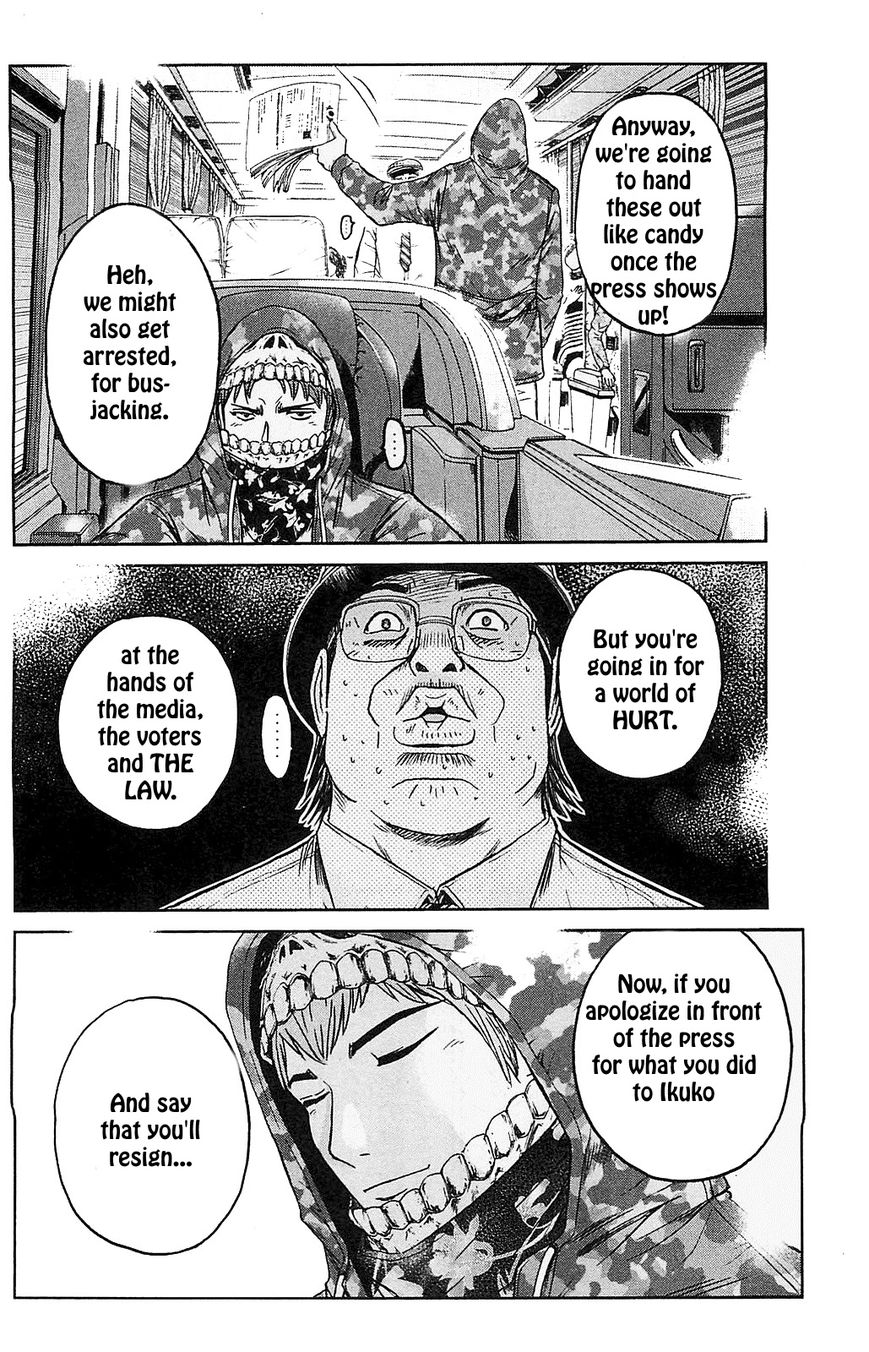 Anyway,
we're going
to hand
these out
like candy
once the
press shows
up!
Heh,
we might
also get
arrested,
for bus-
jacking.
......
But you're
going in for
a world of
HURT.
......
at the
hands of
the media,
the voters
and THE
LAW.
Now, if you
apologize in front
of the press
for what you did
to Ikuko
And say
that you'll
resign...